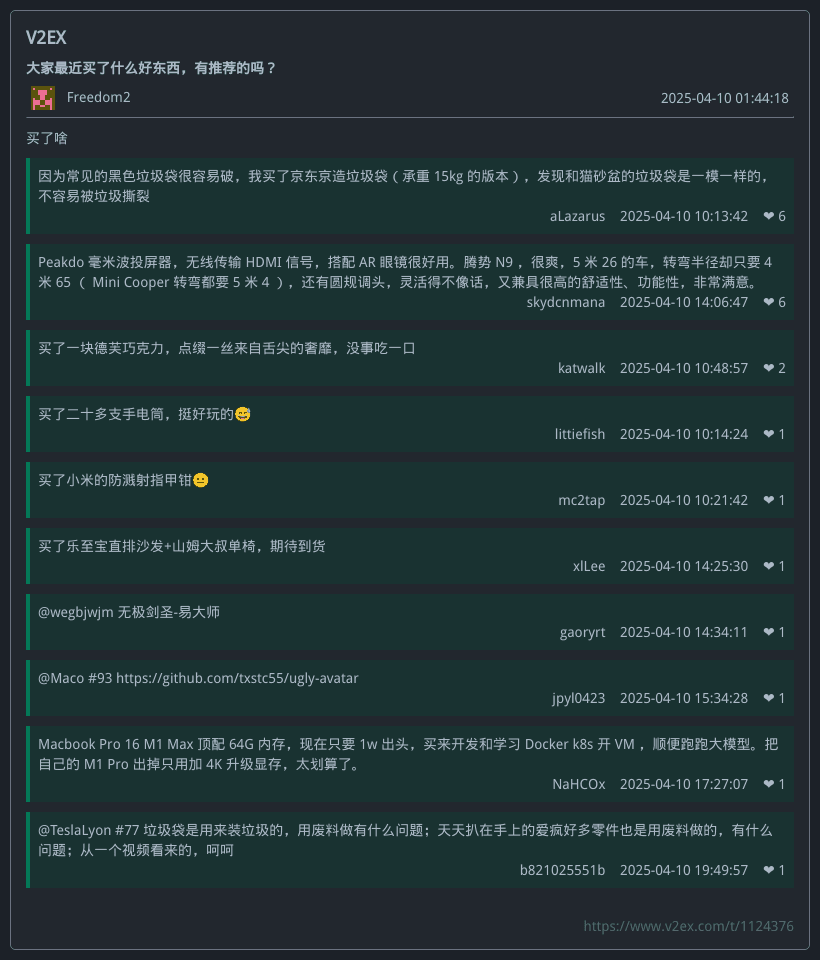 V2EX
大家最近买了什么好东西，有推荐的吗？
Freedom2 2025-04-10 01:44:18
买了啥
因为常见的黑色垃圾袋很容易破，我买了京东京造垃圾袋（承重 15kg 的版本），发现和猫砂盆的垃圾袋是一模一样的，
不容易被垃圾撕裂
aLazarus 2025-04-10 10:13:42 ❤ 6
Peakdo 毫米波投屏器，无线传输 HDMI 信号，搭配 AR 眼镜很好用。腾势 N9 ，很爽，5 米 26 的车，转弯半径却只要 4
米 65 （ Mini Cooper 转弯都要 5 米 4 ），还有圆规调头，灵活得不像话，又兼具很高的舒适性、功能性，非常满意。
skydcnmana 2025-04-10 14:06:47 ❤ 6
买了一块德芙巧克力，点缀一丝来自舌尖的奢靡，没事吃一口
katwalk 2025-04-10 10:48:57 ❤ 2
买了二十多支手电筒，挺好玩的😅
littiefish 2025-04-10 10:14:24 ❤ 1
买了小米的防溅射指甲钳😐
mc2tap 2025-04-10 10:21:42 ❤ 1
买了乐至宝直排沙发+山姆大叔单椅，期待到货
xlLee 2025-04-10 14:25:30 ❤ 1
@wegbjwjm 无极剑圣-易大师
gaoryrt 2025-04-10 14:34:11 ❤ 1
@Maco #93 https://github.com/txstc55/ugly-avatar
jpyl0423 2025-04-10 15:34:28 ❤ 1
Macbook Pro 16 M1 Max 顶配 64G 内存，现在只要 1w 出头，买来开发和学习 Docker k8s 开 VM ，顺便跑跑大模型。把
自己的 M1 Pro 出掉只用加 4K 升级显存，太划算了。
NaHCOx 2025-04-10 17:27:07 ❤ 1
@TeslaLyon #77 垃圾袋是用来装垃圾的，用废料做有什么问题；天天扒在手上的爱疯好多零件也是用废料做的，有什么
问题；从一个视频看来的，呵呵
b821025551b 2025-04-10 19:49:57 ❤ 1
https://www.v2ex.com/t/1124376